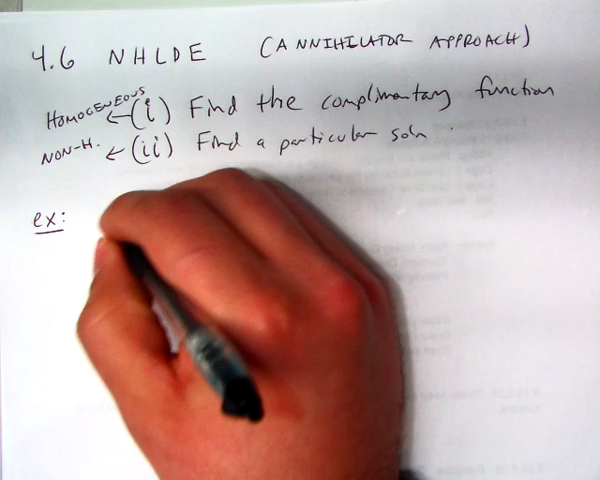 4.6 NHLDE (ANNIHILATOR APPROACH)
HOMOGENEOUS ← (i) Find the complimentary function
NON-H. ← (ii) Find a particular soln.
ex: